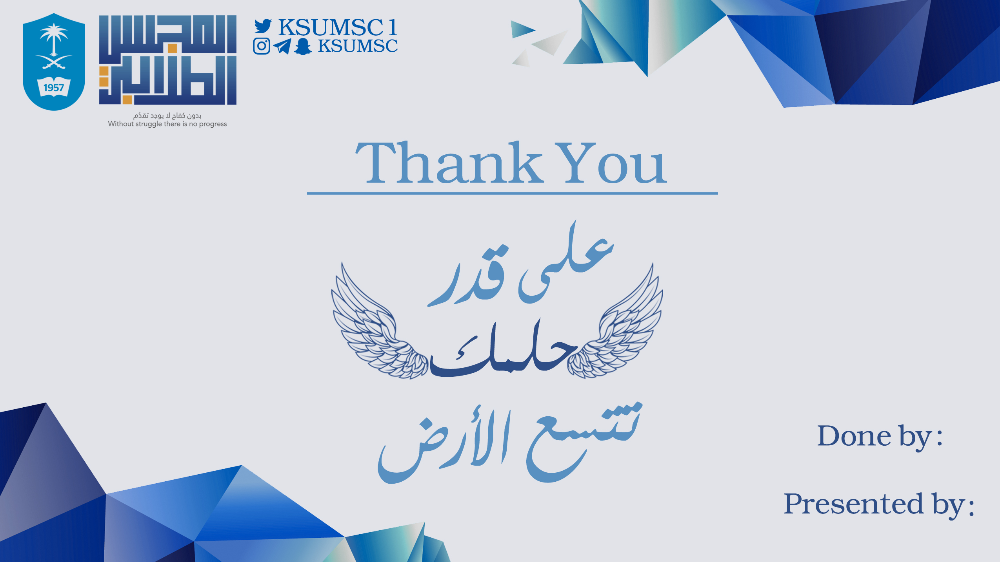 1957
المجلس
الطلابي
بدون كفاح لا يوجد تقدُم
Without struggle there is no progress
KSUMSC1
KSUMSC
Thank You
على قدر
حلمك
تتسع الأرض
Done by:
Presented by: